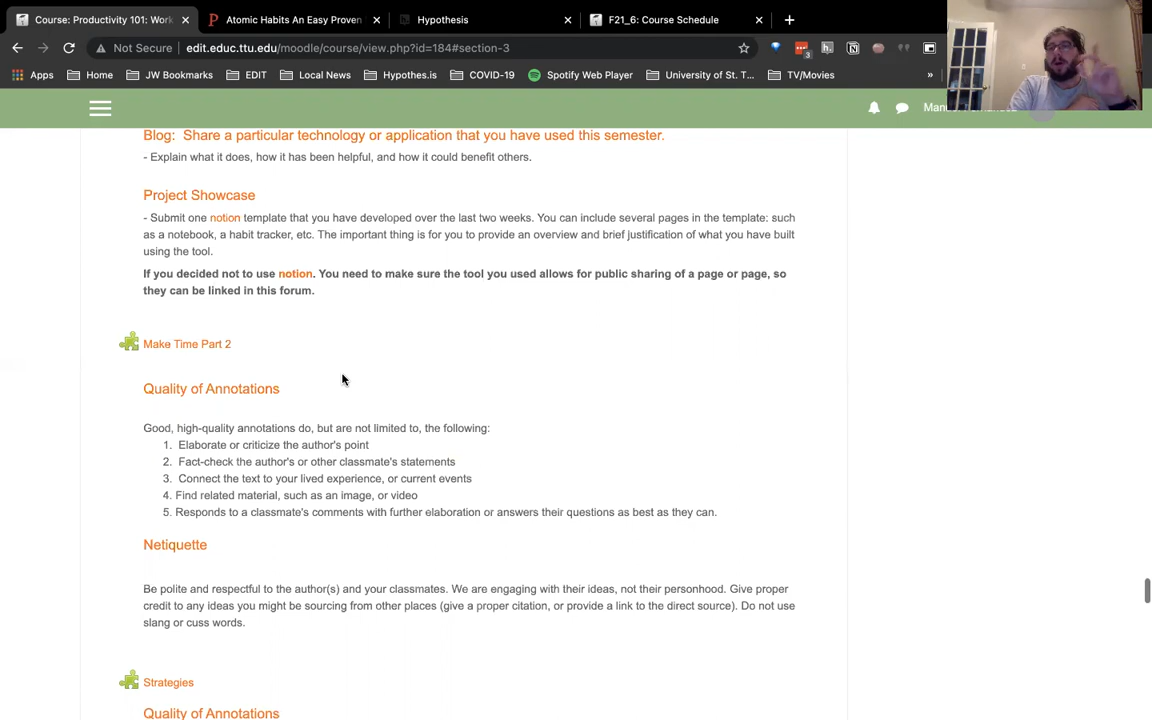 Course: Productivity 101: Work
Atomic Habits An Easy Proven
Hypothesis
F21_6: Course Schedule
Not Secure
edit.educ.ttu.edu/moodle/course/view.php?id=184#section-3
Apps
Home
JW Bookmarks
EDIT
Local News
Hypothes.is
COVID-19
Spotify Web Player
University of St. T...
TV/Movies
»
Blog: Share a particular technology or application that you have used this semester.
- Explain what it does, how it has been helpful, and how it could benefit others.
Project Showcase
- Submit one notion template that you have developed over the last two weeks. You can include several pages in the template: such
as a notebook, a habit tracker, etc. The important thing is for you to provide an overview and brief justification of what you have built
using the tool.
If you decided not to use notion. You need to make sure the tool you used allows for public sharing of a page or page, so
they can be linked in this forum.
Make Time Part 2
Quality of Annotations
Good, high-quality annotations do, but are not limited to, the following:
1. Elaborate or criticize the author's point
2. Fact-check the author's or other classmate's statements
3. Connect the text to your lived experience, or current events
4. Find related material, such as an image, or video
5. Responds to a classmate's comments with further elaboration or answers their questions as best as they can.
Netiquette
Be polite and respectful to the author(s) and your classmates. We are engaging with their ideas, not their personhood. Give proper
credit to any ideas you might be sourcing from other places (give a proper citation, or provide a link to the direct source). Do not use
slang or cuss words.
Strategies
Quality of Annotations